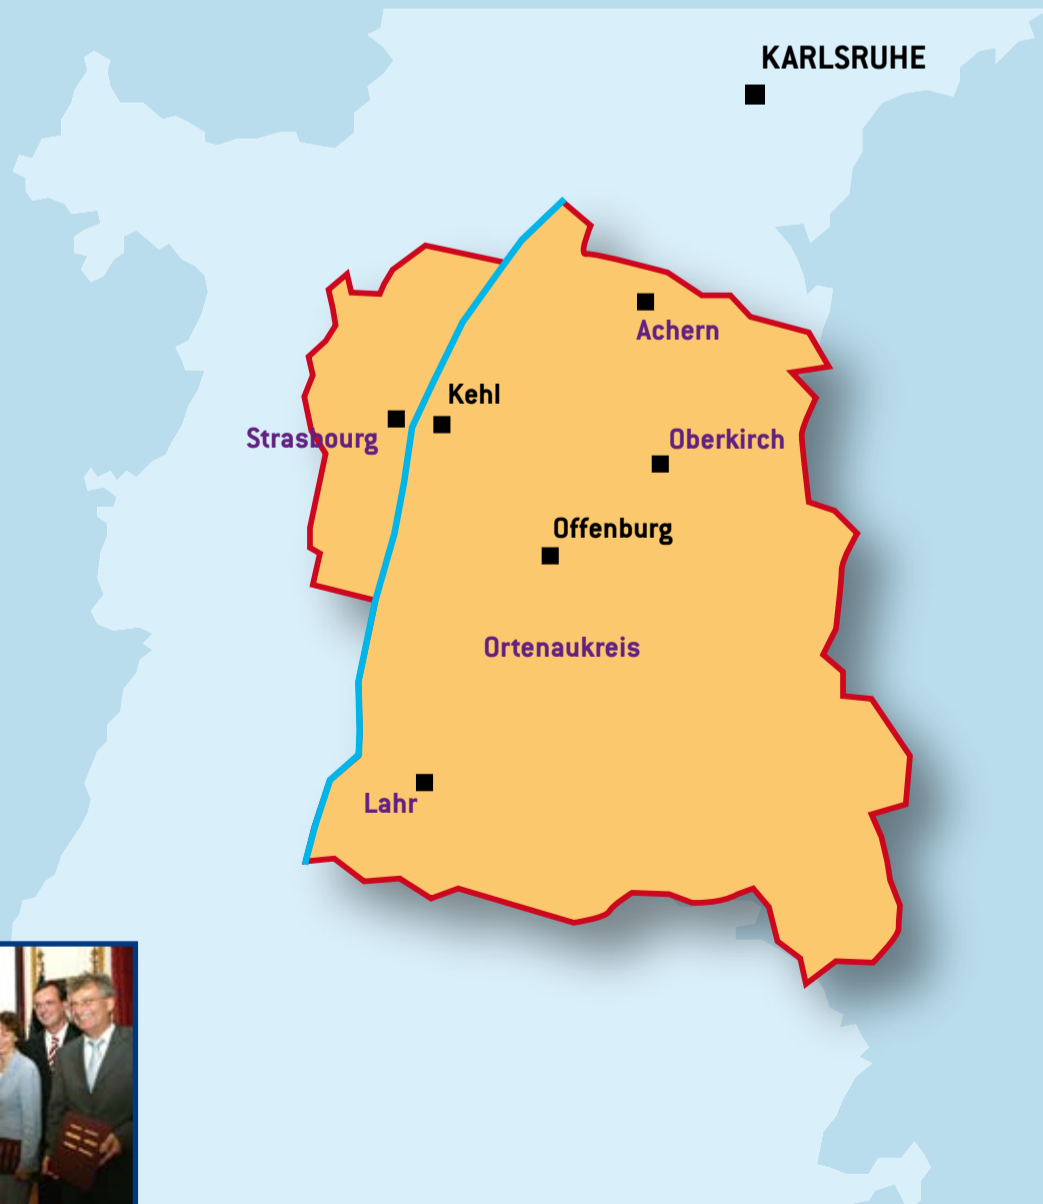 KARLSRUHE
Achern
Kehl
Strasbourg
Oberkirch
Offenburg
Ortenaukreis
Lahr